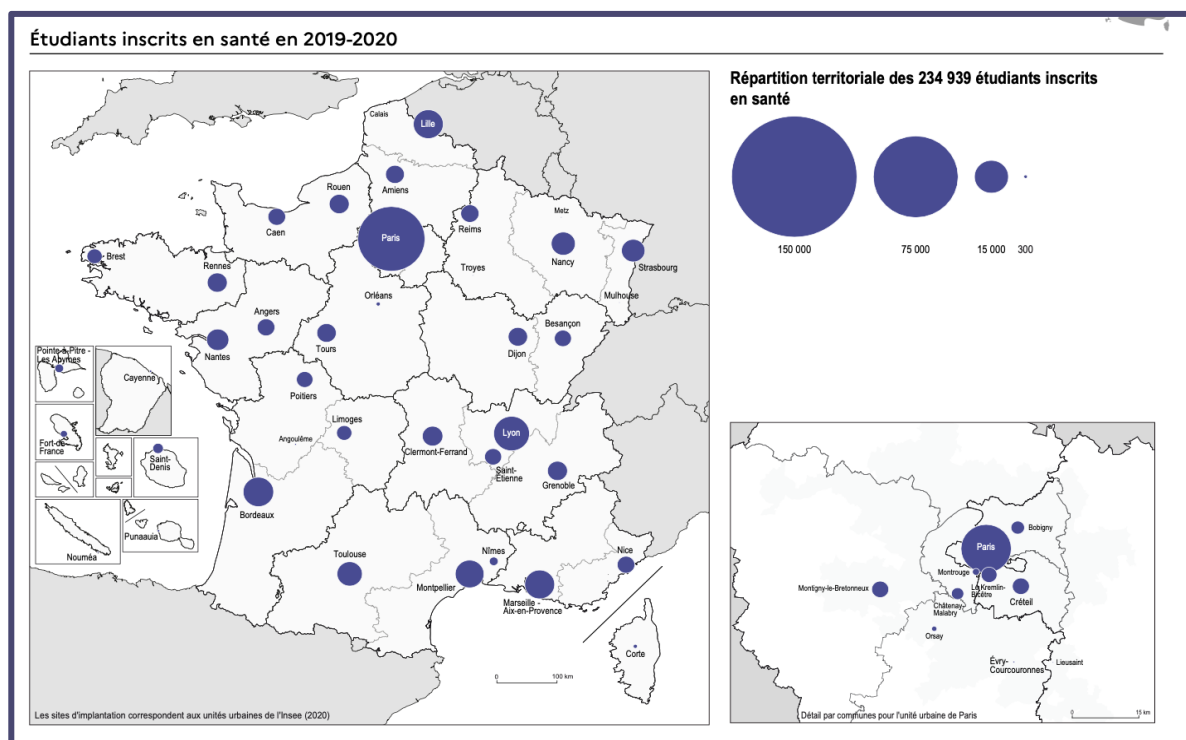 Étudiants inscrits en santé en 2019-2020
Répartition territoriale des 234 939 étudiants inscrits
en santé
150 000
75 000
15 000
300
Calais
Lille
Amiens
Rouen
Caen
Paris
Reims
Metz
Nancy
Strasbourg
Brest
Rennes
Troyes
Mulhouse
Orléans
Angers
Nantes
Tours
Dijon
Besançon
Pointe-à-Pitre -
Les Abymes
Cayenne
Poitiers
Fort-de-
France
Saint-
Denis
Limoges
Angoulême
Clermont-Ferrand
Lyon
Saint-
Étienne
Grenoble
Bordeaux
Nouméa
Punaauia
Toulouse
Montpellier
Nîmes
Marseille -
Aix-en-Provence
Nice
Corte
0
100 km
Les sites d'implantation correspondent aux unités urbaines de l'Insee (2020)
Bobigny
Paris
Montrouge
Le Kremlin-
Bicêtre
Créteil
Montigny-le-Bretonneux
Châtenay-
Malabry
Orsay
Évry-
Courcouronnes
Lieusaint
0
15 km
Détail par communes pour l'unité urbaine de Paris